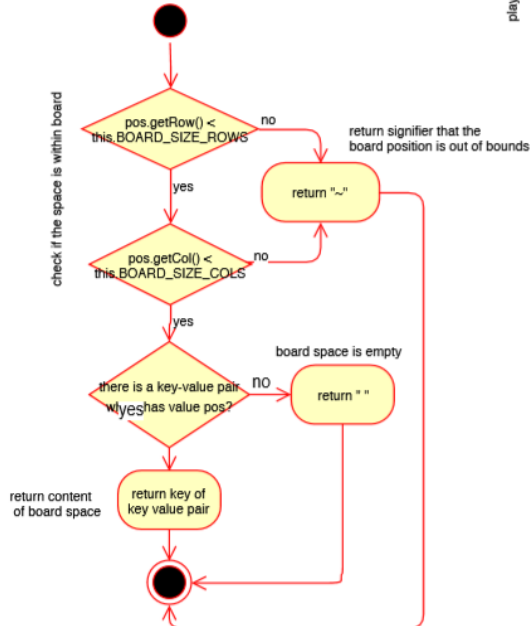 play
check if the space is within board
pos.getRow() <
this.BOARD_SIZE_ROWS
no
return signifier that the
board position is out of bounds
yes
return "~"
pos.getCol() <
this.BOARD_SIZE_COLS
no
yes
board space is empty
there is a key-value pair
has value pos?
yes
no
return " "
return content
of board space
return key of
key value pair